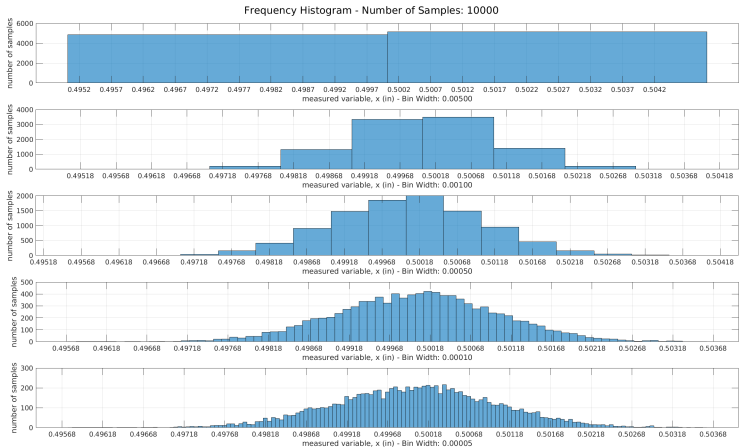 Frequency Histogram - Number of Samples: 10000
6000
4000
2000
0
number of samples
0.4952 0.4957 0.4962 0.4967 0.4972 0.4977 0.4982 0.4987 0.4992 0.4997 0.5002 0.5007 0.5012 0.5017 0.5022 0.5027 0.5032 0.5037 0.5042
measured variable, x (in) - Bin Width: 0.00500
4000
3000
2000
1000
0
number of samples
0.49518 0.49568 0.49618 0.49668 0.49718 0.49768 0.49818 0.49868 0.49918 0.49968 0.50018 0.50068 0.50118 0.50168 0.50218 0.50268 0.50318 0.50368 0.50418
measured variable, x (in) - Bin Width: 0.00100
2000
1500
1000
500
0
number of samples
0.49518 0.49568 0.49618 0.49668 0.49718 0.49768 0.49818 0.49868 0.49918 0.49968 0.50018 0.50068 0.50118 0.50168 0.50218 0.50268 0.50318 0.50368 0.50418
measured variable, x (in) - Bin Width: 0.00050
500
400
300
200
100
0
number of samples
0.49568 0.49618 0.49668 0.49718 0.49768 0.49818 0.49868 0.49918 0.49968 0.50018 0.50068 0.50118 0.50168 0.50218 0.50268 0.50318 0.50368
measured variable, x (in) - Bin Width: 0.00010
300
200
100
0
number of samples
0.49568 0.49618 0.49668 0.49718 0.49768 0.49818 0.49868 0.49918 0.49968 0.50018 0.50068 0.50118 0.50168 0.50218 0.50268 0.50318 0.50368
measured variable, x (in) - Bin Width: 0.00005